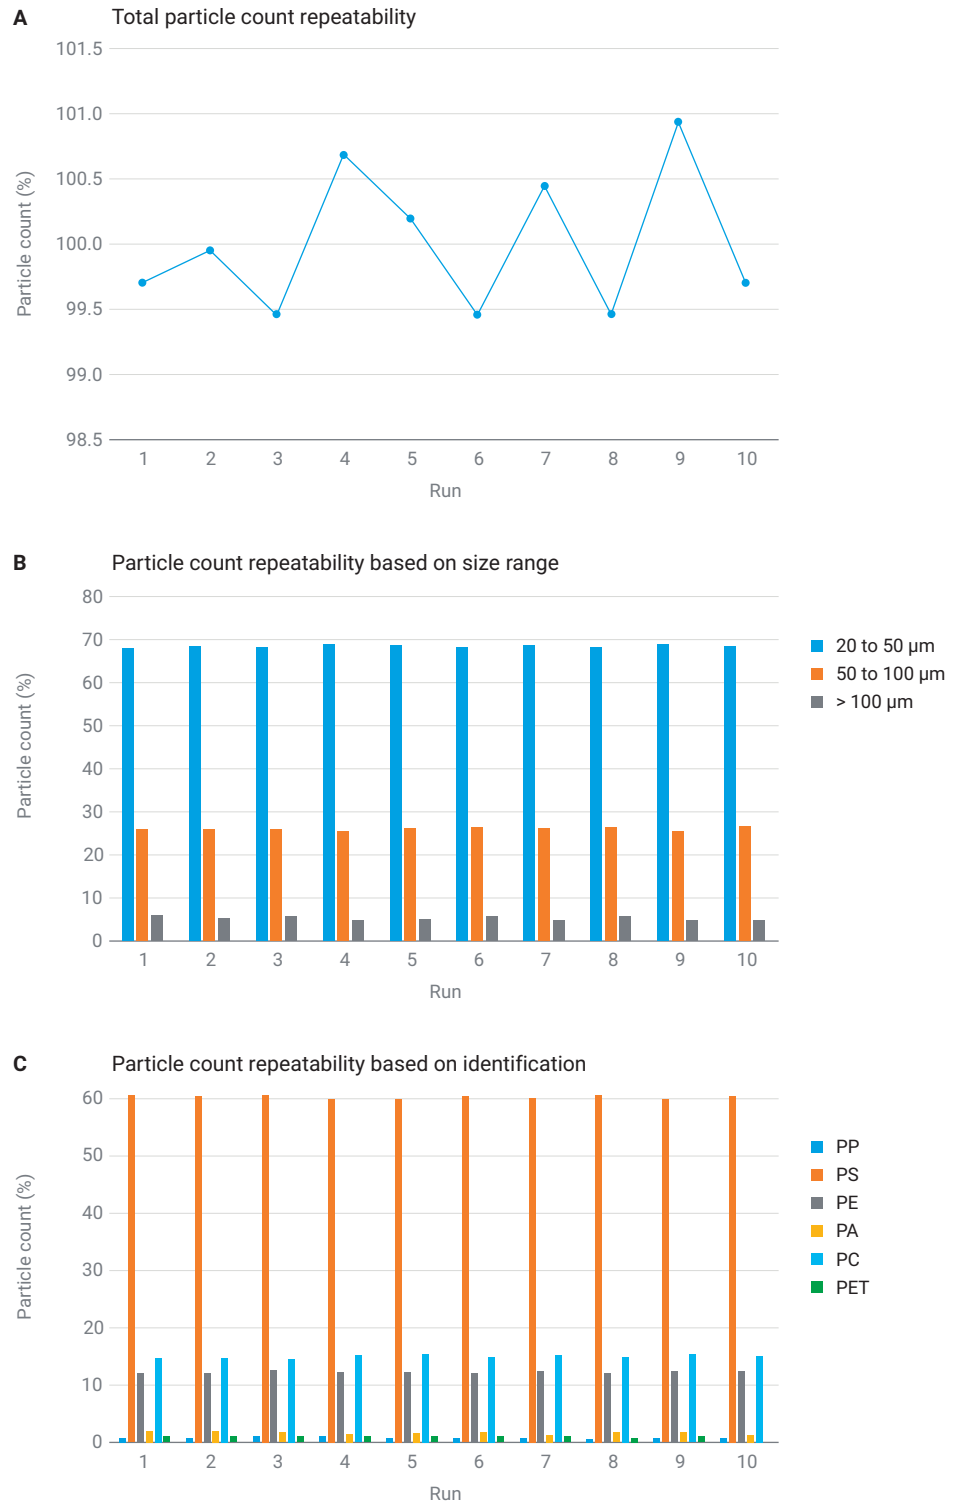 A Total particle count repeatability
101.5
101.0
100.5
100.0
99.5
99.0
98.5
Particle count (%)
1 2 3 4 5 6 7 8 9 10
Run
B Particle count repeatability based on size range
80
70
60
50
40
30
20
10
0
Particle count (%)
1 2 3 4 5 6 7 8 9 10
Run
20 to 50 µm
50 to 100 µm
> 100 µm
C Particle count repeatability based on identification
60
50
40
30
20
10
0
Particle count (%)
1 2 3 4 5 6 7 8 9 10
Run
PP
PS
PE
PA
PC
PET